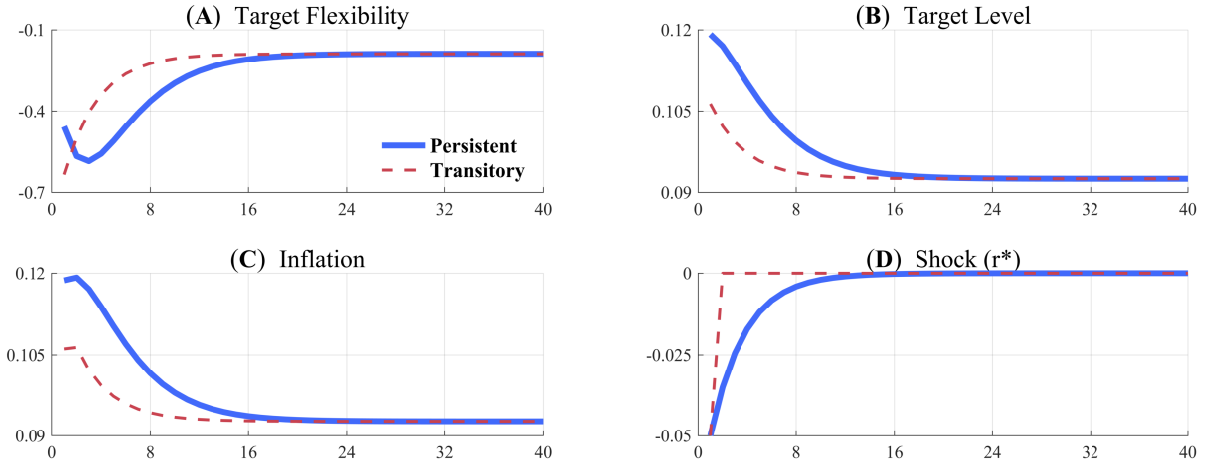 (A) Target Flexibility
-0.1
-0.4
-0.7
0 8 16 24 32 40
Persistent
Transitory
(B) Target Level
0.12
0.105
0.09
0 8 16 24 32 40
(C) Inflation
0.12
0.105
0.09
0 8 16 24 32 40
(D) Shock (r*)
0
-0.025
-0.05
0 8 16 24 32 40